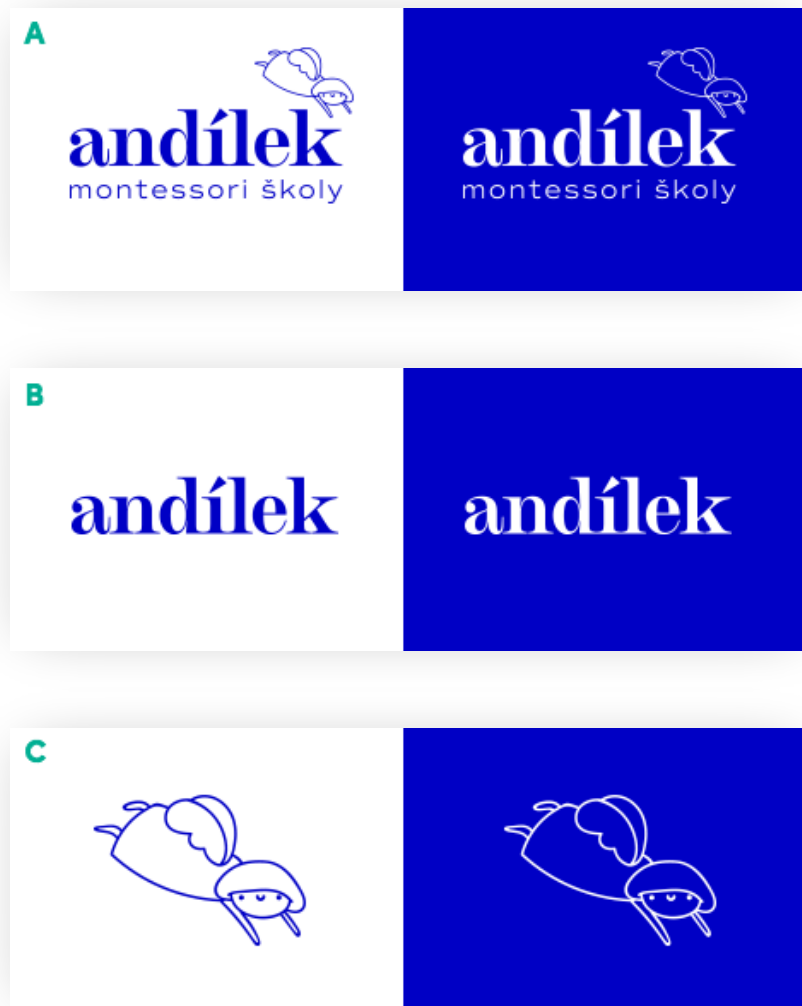 A
andílek
montessori školy
andílek
montessori školy
B
andílek
andílek
C